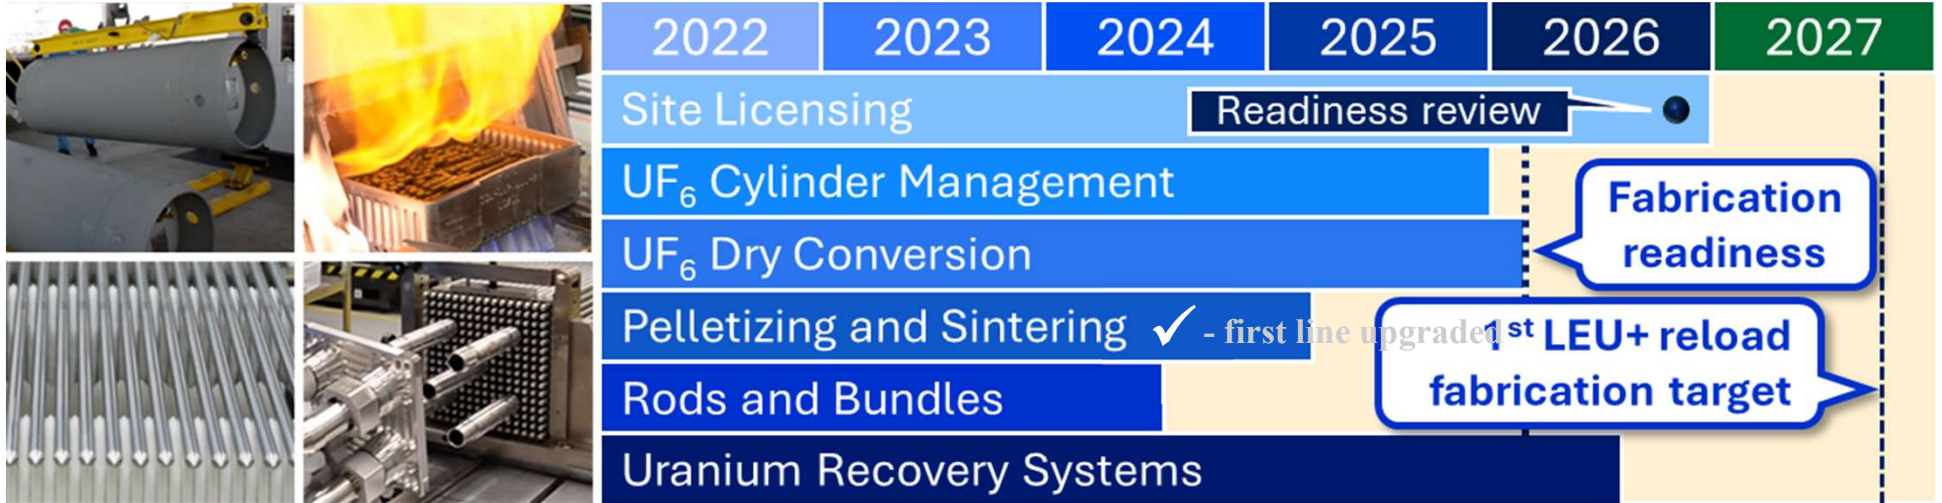 2022 2023 2024 2025 2026 2027
Site Licensing
Readiness review
UF₆ Cylinder Management
Fabrication
readiness
UF₆ Dry Conversion
Pelletizing and Sintering ✓ - first line upgraded
1st LEU+ reload
fabrication target
Rods and Bundles
Uranium Recovery Systems